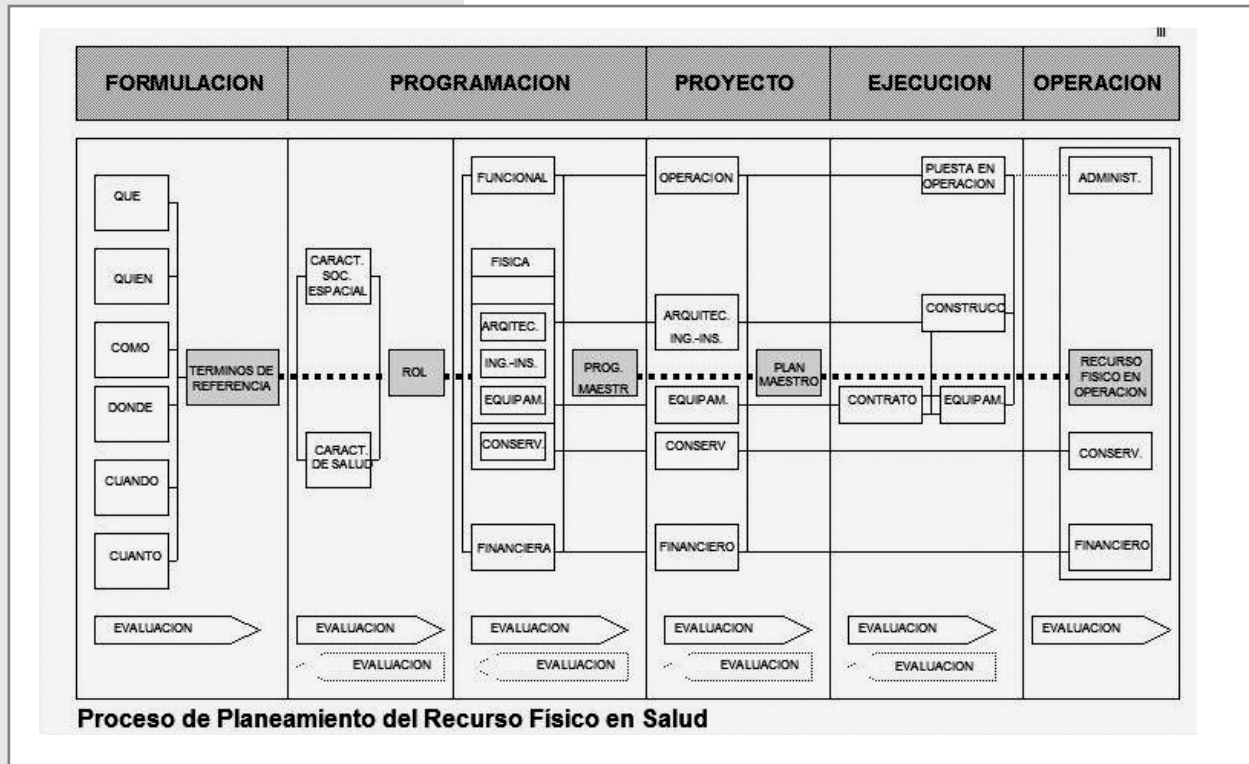 III
FORMULACION
PROGRAMACION
PROYECTO
EJECUCION
OPERACION
QUE
QUIEN
COMO
DONDE
CUANDO
CUANTO
TERMINOS DE
REFERENCIA
CARACT.
SOC.
ESPACIAL
CARACT.
DE SALUD
ROL
FUNCIONAL
FISICA
ARQITEC.
ING.-INS.
EQUIPAM.
CONSERV.
FINANCIERA
PROG.
MAESTR
OPERACION
ARQUITEC.
ING.-INS.
EQUIPAM.
CONSERV
FINANCIERO
PLAN
MAESTRO
PUESTA EN
OPERACION
CONSTRUCC
CONTRATO
EQUIPAM.
ADMINIST.
RECURSO
FISICO EN
OPERACION
CONSERV.
FINANCIERO
EVALUACION
EVALUACION
EVALUACION
EVALUACION
EVALUACION
EVALUACION
EVALUACION
EVALUACION
EVALUACION
EVALUACION
Proceso de Planeamiento del Recurso Físico en Salud